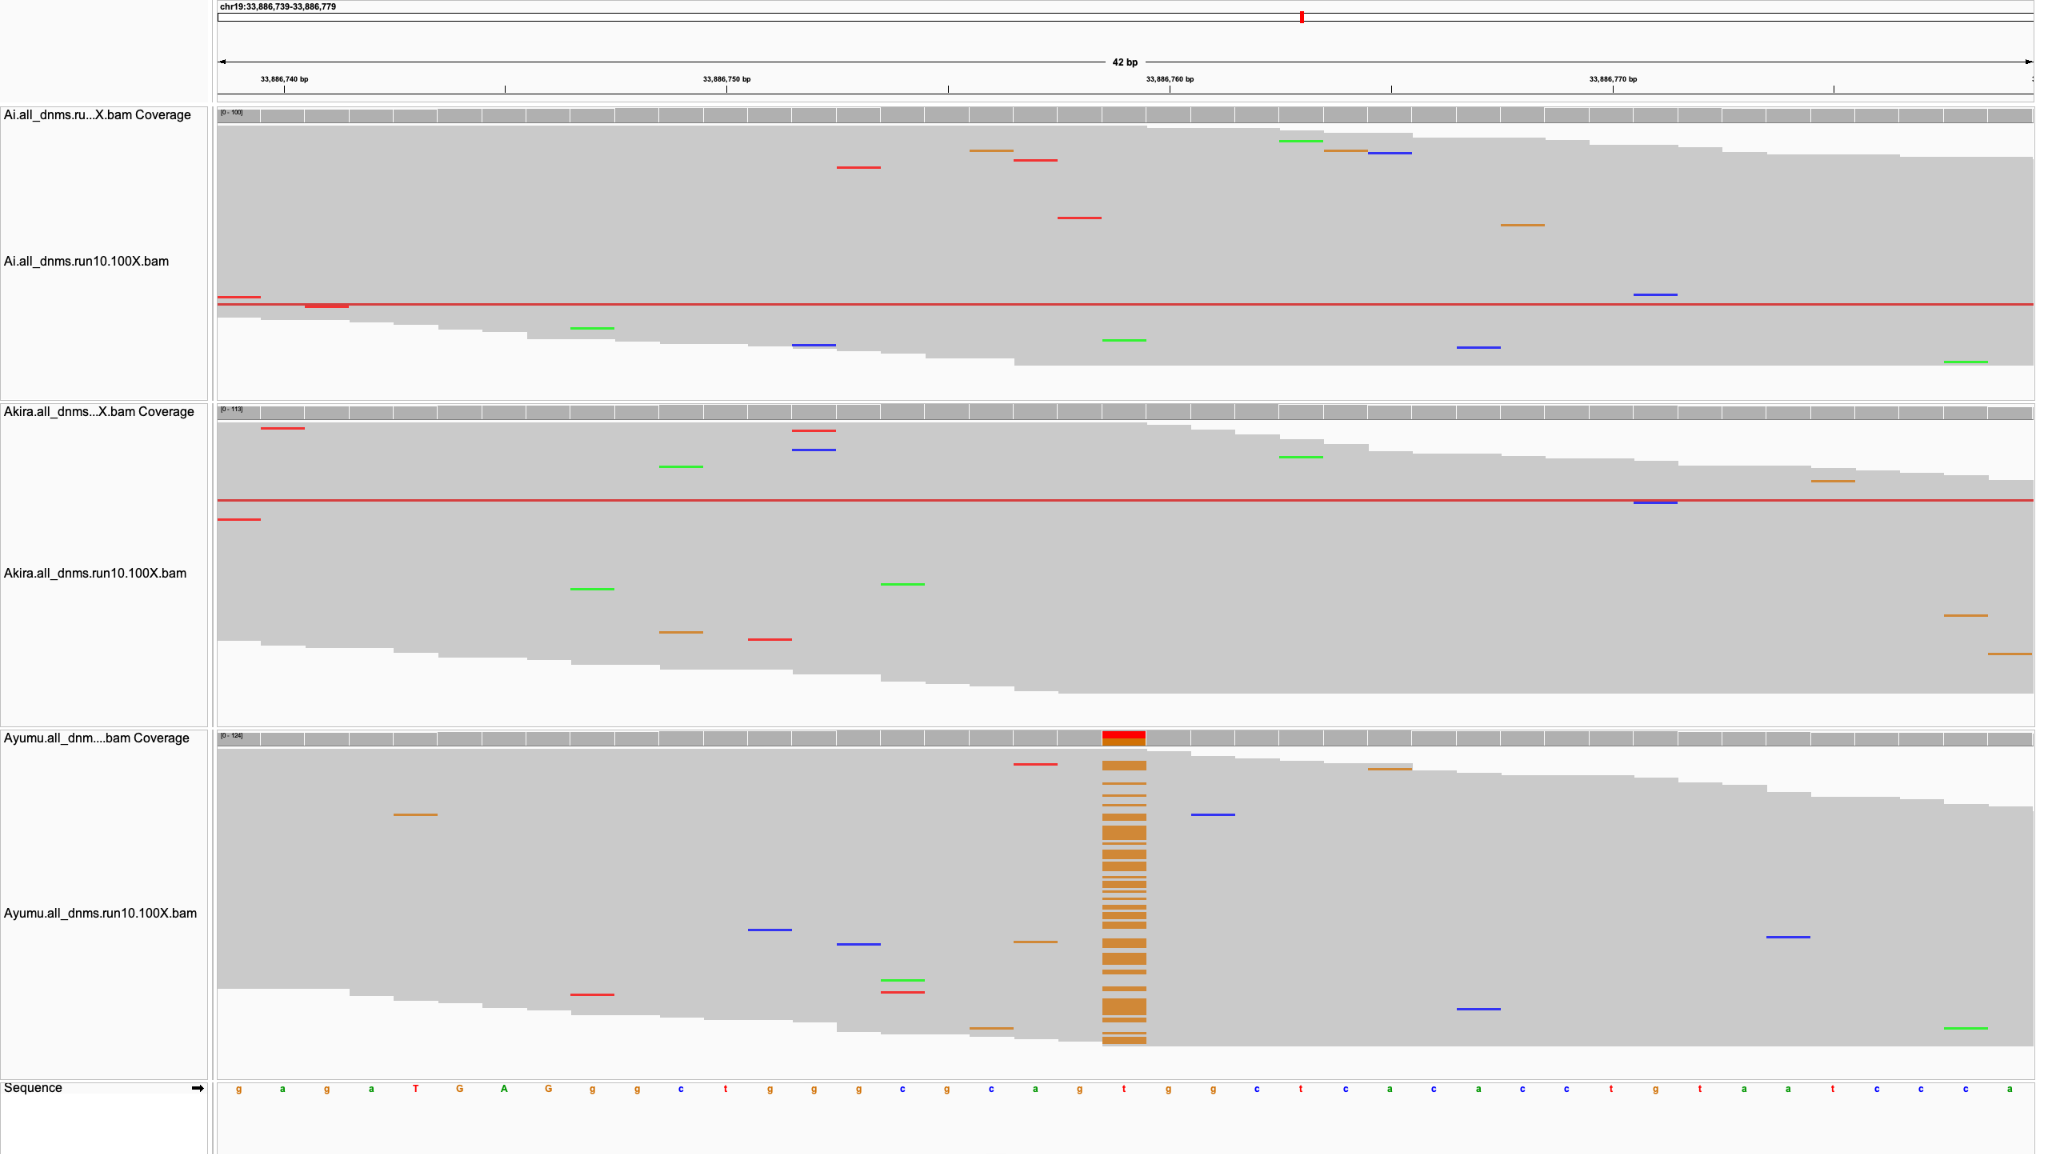 chr19:33,886,739-33,886,779
42 bp
33,886,740 bp 33,886,750 bp 33,886,760 bp 33,886,770 bp
Ai.all_dnms.ru...X.bam Coverage [0 - 100]
Ai.all_dnms.run10.100X.bam
Akira.all_dnms...X.bam Coverage [0 - 113]
Akira.all_dnms.run10.100X.bam
Ayumu.all_dnm....bam Coverage [0 - 124]
Ayumu.all_dnms.run10.100X.bam
Sequence g a g a T G A G g g c t g g g c g c a g t g g c t c a c a c c t g t a a t c c c a